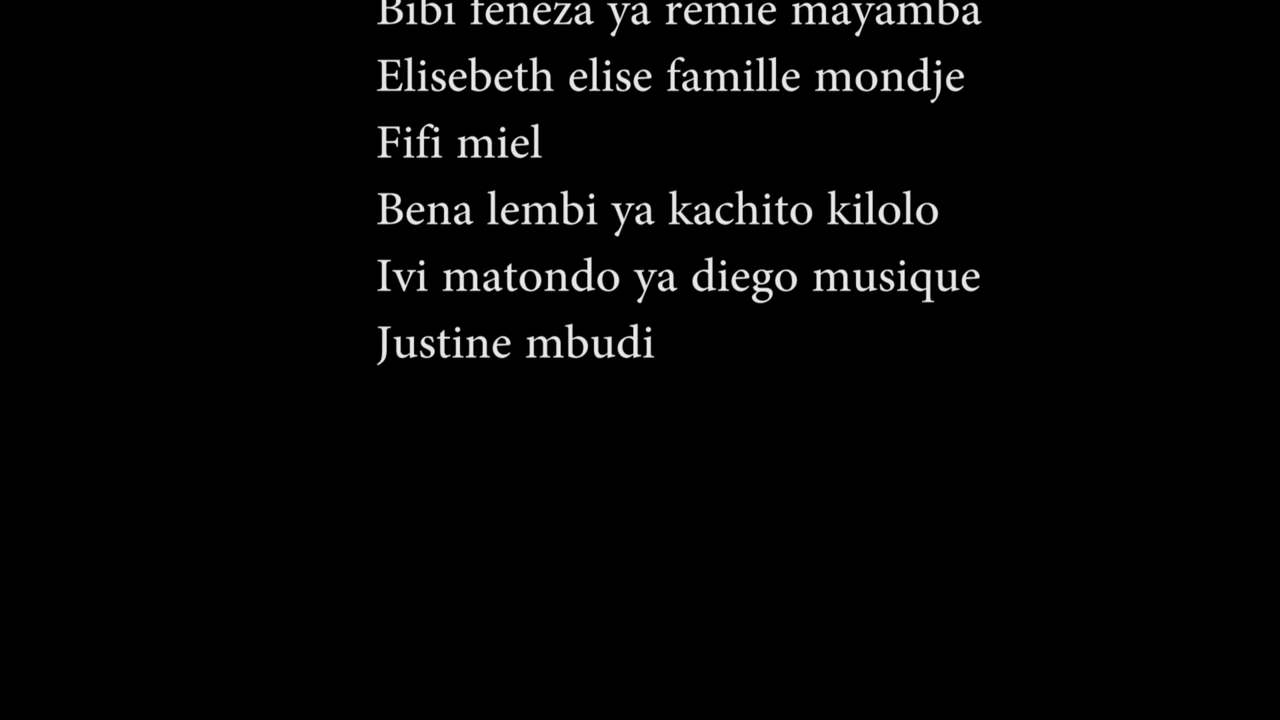 Bibi feneza ya remie mayamba
Elisebeth elise famille mondje
Fifi miel
Bena lembi ya kachito kilolo
Ivi matondo ya diego musique
Justine mbudi